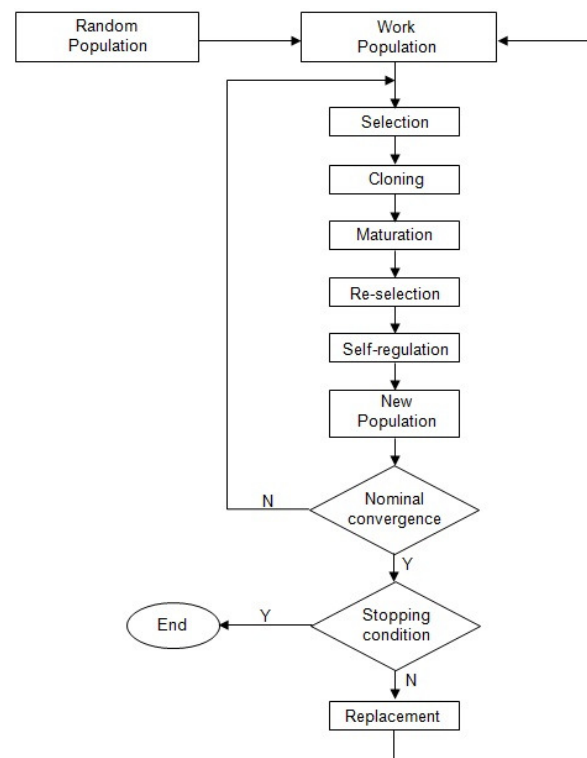 Random
Population
Work
Population
Selection
Cloning
Maturation
Re-selection
Self-regulation
New
Population
Nominal
convergence
N
Y
Stopping
condition
Y
End
N
Replacement